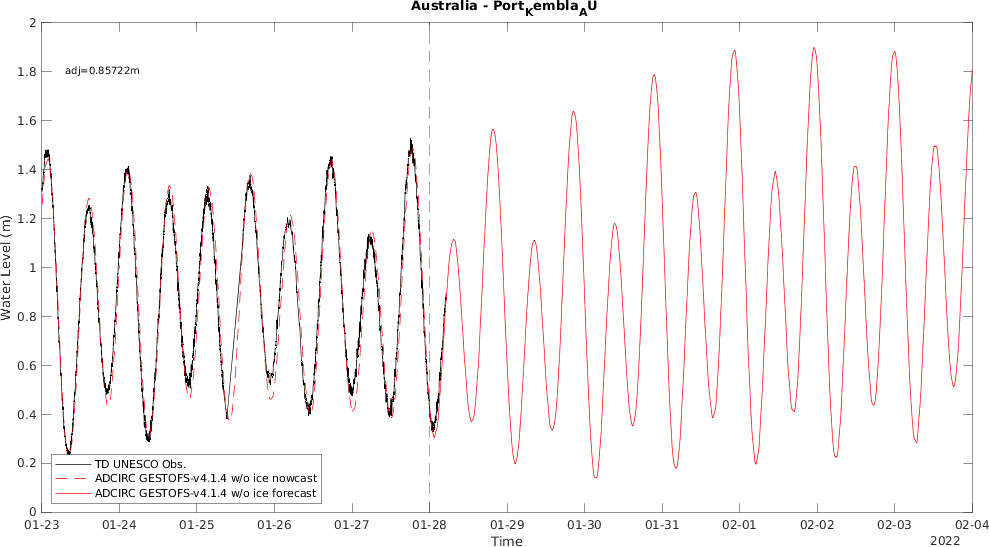 Australia - PortKemblaAU
adj=0.85722m
Water Level (m)
2
1.8
1.6
1.4
1.2
1
0.8
0.6
0.4
0.2
0
TD UNESCO Obs.
ADCIRC GESTOFS-v4.1.4 w/o ice nowcast
ADCIRC GESTOFS-v4.1.4 w/o ice forecast
01-23 01-24 01-25 01-26 01-27 01-28 01-29 01-30 01-31 02-01 02-02 02-03 02-04
Time
2022